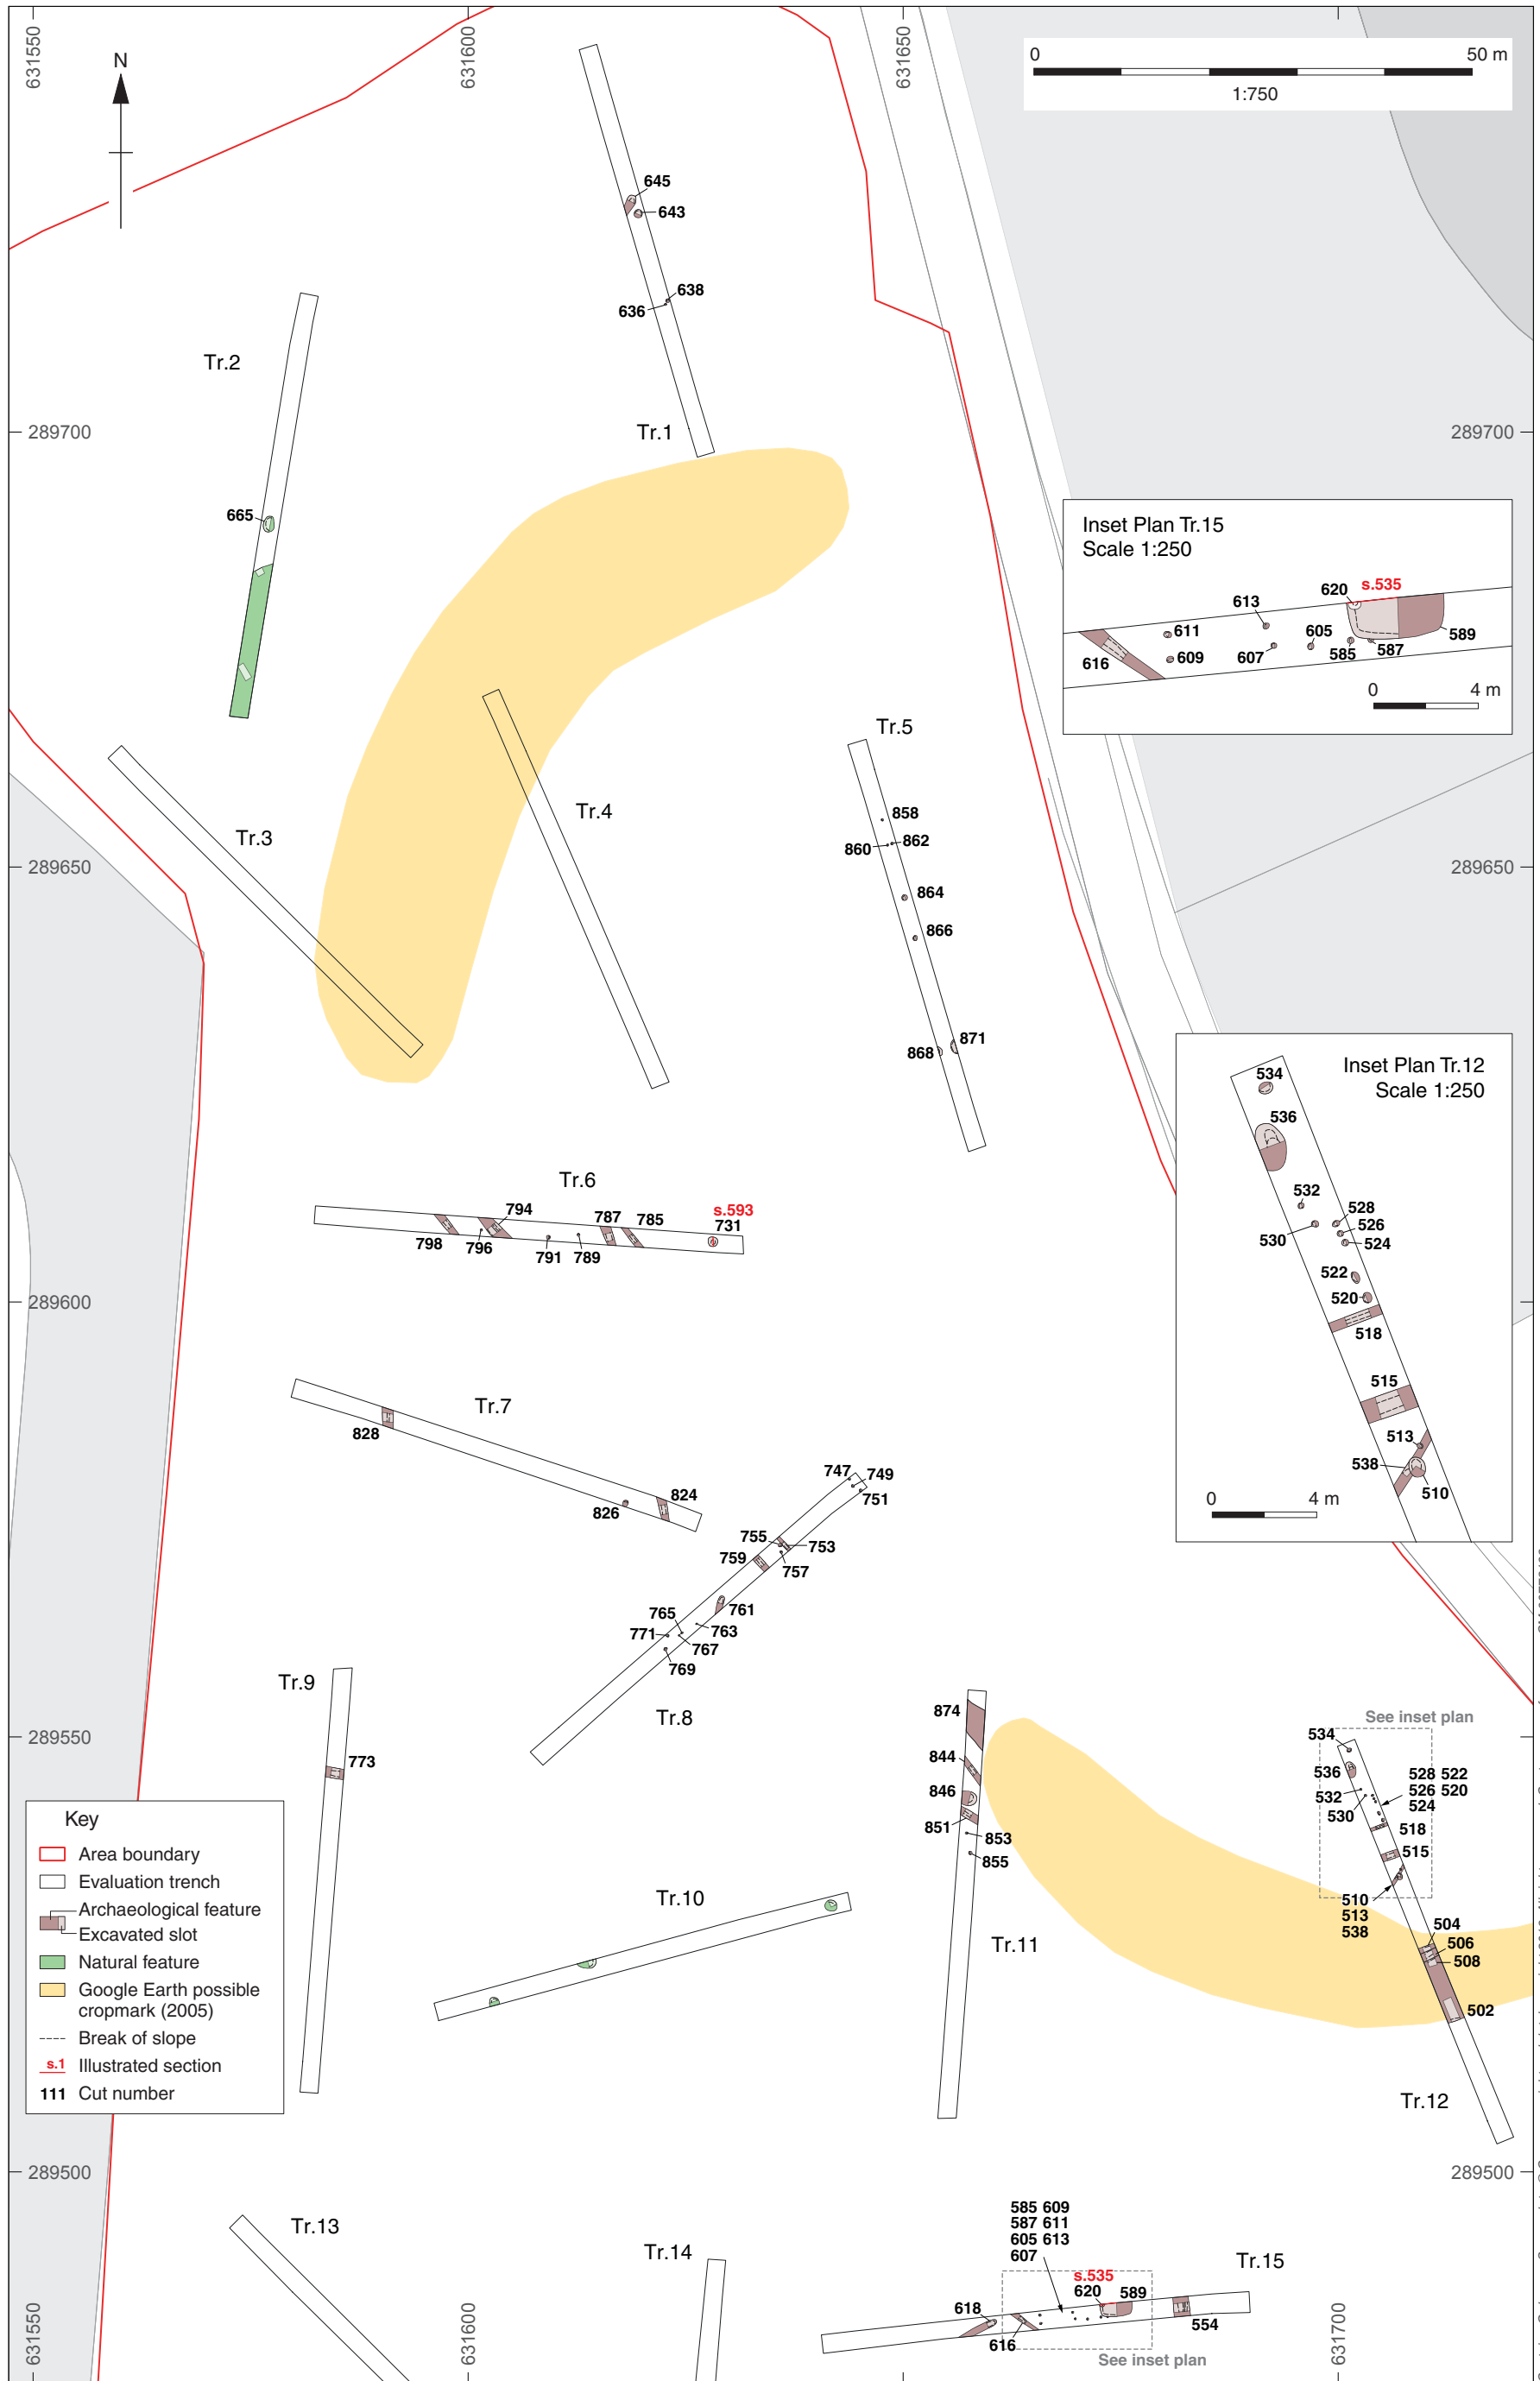 631550
631600
631650
N
0 50 m
1:750
645
643
638
636
Tr.2
Tr.1
289700
289700
665
Inset Plan Tr.15
Scale 1:250
620 s.535
613
611
605
589
616
609
607
585
587
0 4 m
Tr.5
858
Tr.3
Tr.4
860
862
289650
289650
864
866
868
871
Inset Plan Tr.12
Scale 1:250
534
536
532
528
526
530
524
522
520
518
515
513
538
510
0 4 m
Tr.6
s.593
794
787
785
731
798
796
791
789
289600
Tr.7
828
824
826
747
749
751
755
753
759
757
761
765
763
771
767
769
Tr.8
Tr.9
773
289550
874
844
846
851
853
855
Tr.11
See inset plan
534
536
528 522
526 520
524
532
530
518
515
510
513
538
504
506
508
502
Tr.12
Tr.10
Key
Area boundary
Evaluation trench
Archaeological feature
Excavated slot
Natural feature
Google Earth possible
cropmark (2005)
Break of slope
s.1 Illustrated section
111 Cut number
289500
289500
Tr.13
Tr.14
585 609
587 611
605 613
607
Tr.15
s.535
620
589
618
616
554
See inset plan
631550
631600
631700